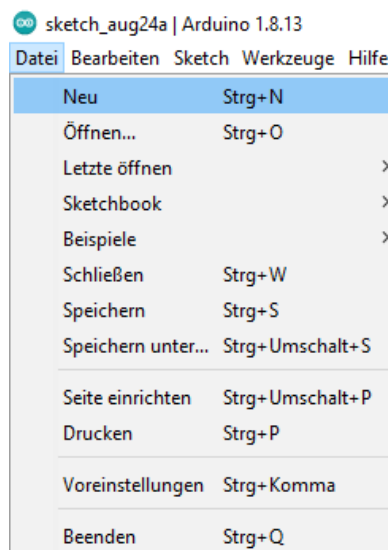 sketch_aug24a | Arduino 1.8.13
Datei Bearbeiten Sketch Werkzeuge Hilfe
Neu Strg+N
Öffnen... Strg+O
Letzte öffnen
Sketchbook
Beispiele
Schließen Strg+W
Speichern Strg+S
Speichern unter... Strg+Umschalt+S
Seite einrichten Strg+Umschalt+P
Drucken Strg+P
Voreinstellungen Strg+Komma
Beenden Strg+Q